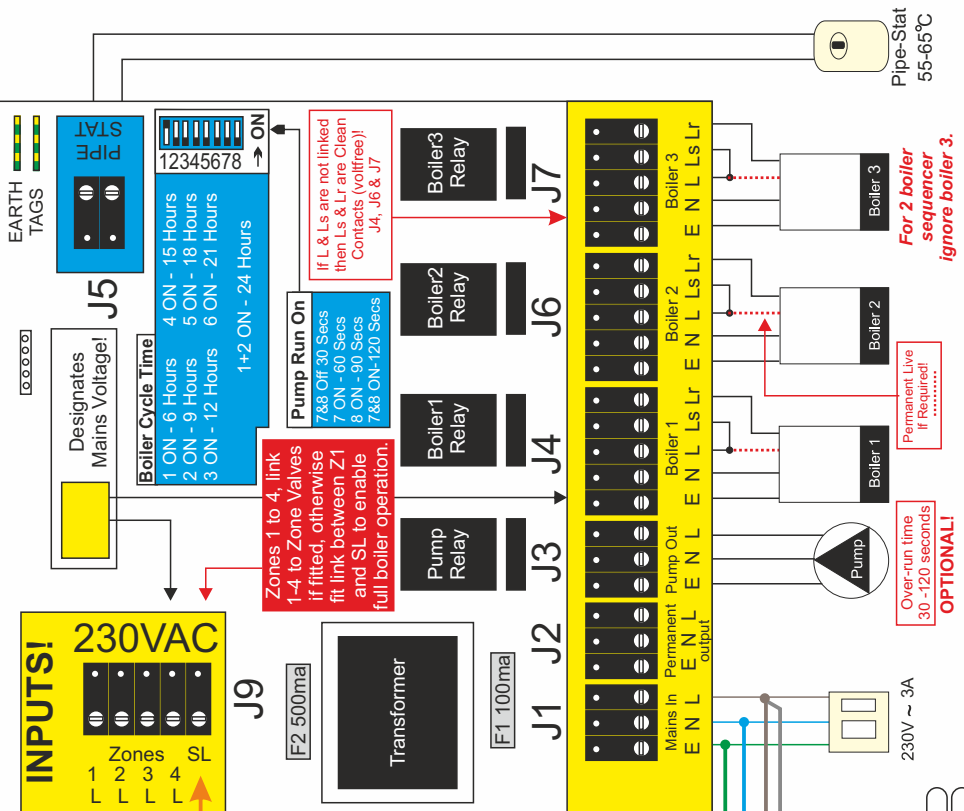 INPUTS!
230VAC
Zones
SL
1 2 3 4
L L L L
J9
Designates
Mains Voltage!
EARTH
TAGS
PIPE
STAT
J5
Boiler Cycle Time
1 ON - 6 Hours
2 ON - 9 Hours
3 ON - 12 Hours
4 ON - 15 Hours
5 ON - 18 Hours
6 ON - 21 Hours
1+2 ON - 24 Hours
12345678
ON
Pump Run On
7&8 Off 30 Secs
7 ON - 60 Secs
8 ON - 90 Secs
7&8 ON-120 Secs
If L & Ls are not linked
then Ls & Lr are Clean
Contacts (voltfree)!
J4, J6 & J7
Zones 1 to 4, link
1-4 to Zone Valves
if fitted, otherwise
fit link between Z1
and SL to enable
full boiler operation.
F2 500ma
Transformer
F1 100ma
Pump
Relay
Boiler1
Relay
Boiler2
Relay
Boiler3
Relay
J1
J2
J3
J4
J6
J7
Mains In
E N L
Permanent
output
E N L
Pump Out
E N L
Boiler 1
E N L Ls Lr
Boiler 2
E N L Ls Lr
Boiler 3
E N L Ls Lr
230V ~ 3A
Pump
Over-run time
30 -120 seconds
OPTIONAL!
Boiler 1
Permanent Live
If Required!
Boiler 2
Boiler 3
For 2 boiler
sequencer
ignore boiler 3.
Pipe-Stat
55-65°C